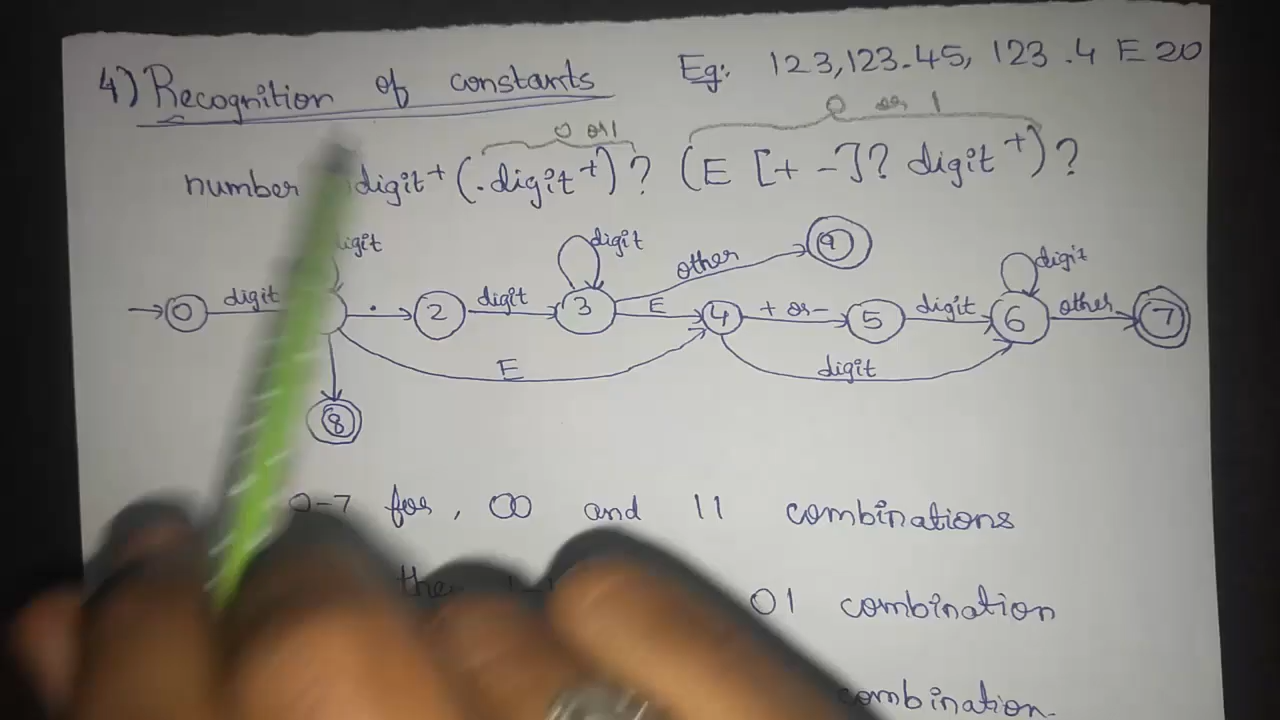 4) Recognition of constants Eg: 123, 123.45, 123.4 E 20
0 or 1 0 or 1
number digit+ (.digit+)? (E [+ -]? digit+)?
digit digit other 9 digit
0 digit . 2 digit 3 E 4 + or - 5 digit 6 other 7
E digit
8
0-7 for, 00 and 11 combinations
the 01 combination
combination.